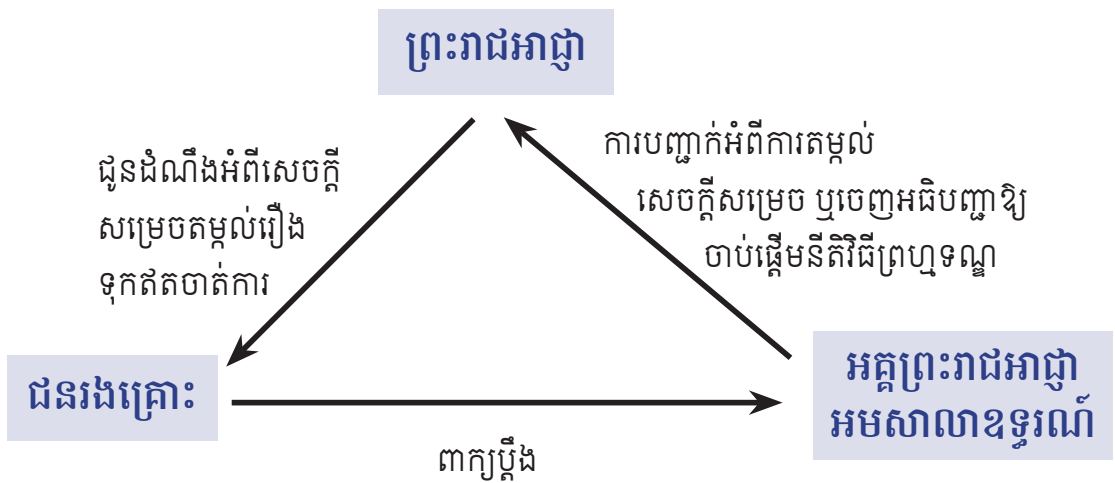 ព្រះរាជអាជ្ញា
ជូនដំណឹងអំពីសេចក្តី
សម្រេចតម្កល់រឿង
ទុកឥតចាត់ការ
ការបញ្ជាក់អំពីការតម្កល់
សេចក្តីសម្រេច ឬចេញអធិបញ្ជាឱ្យ
ចាប់ផ្តើមនីតិវិធីព្រហ្មទណ្ឌ
ជនរងគ្រោះ
អគ្គព្រះរាជអាជ្ញា
អមសាលាឧទ្ធរណ៍
ពាក្យប្តឹង